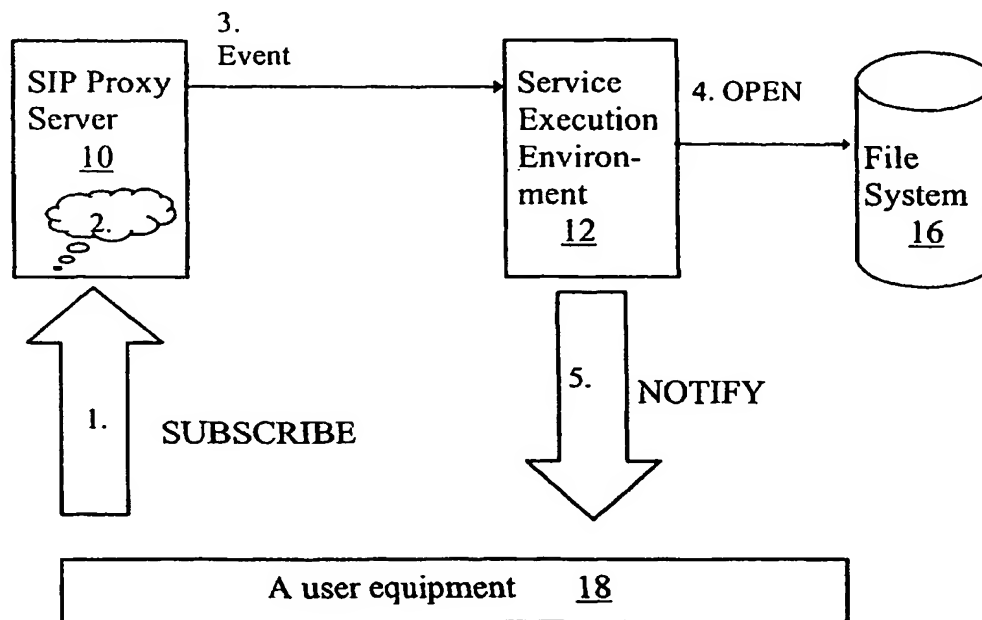 3.
Event
SIP Proxy
Server
10
2.
Service
Execution
Environ-
ment
12
4. OPEN
File
System
16
1.
SUBSCRIBE
5.
NOTIFY
A user equipment 18